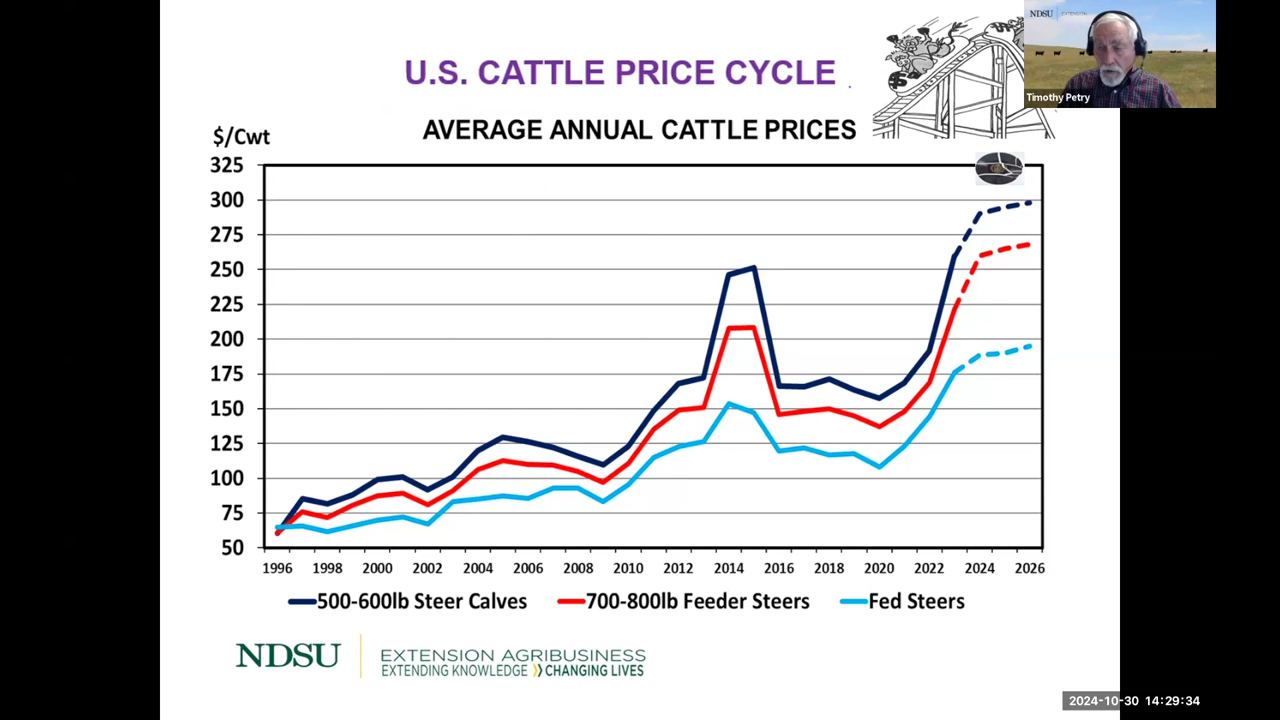 NDSU EXTENSION
Timothy Petry
U.S. CATTLE PRICE CYCLE
$
AVERAGE ANNUAL CATTLE PRICES
$/Cwt
325
300
275
250
225
200
175
150
125
100
75
50
1996 1998 2000 2002 2004 2006 2008 2010 2012 2014 2016 2018 2020 2022 2024 2026
500-600lb Steer Calves 700-800lb Feeder Steers Fed Steers
NDSU EXTENSION AGRIBUSINESS
EXTENDING KNOWLEDGE CHANGING LIVES
2024-10-30 14:29:34